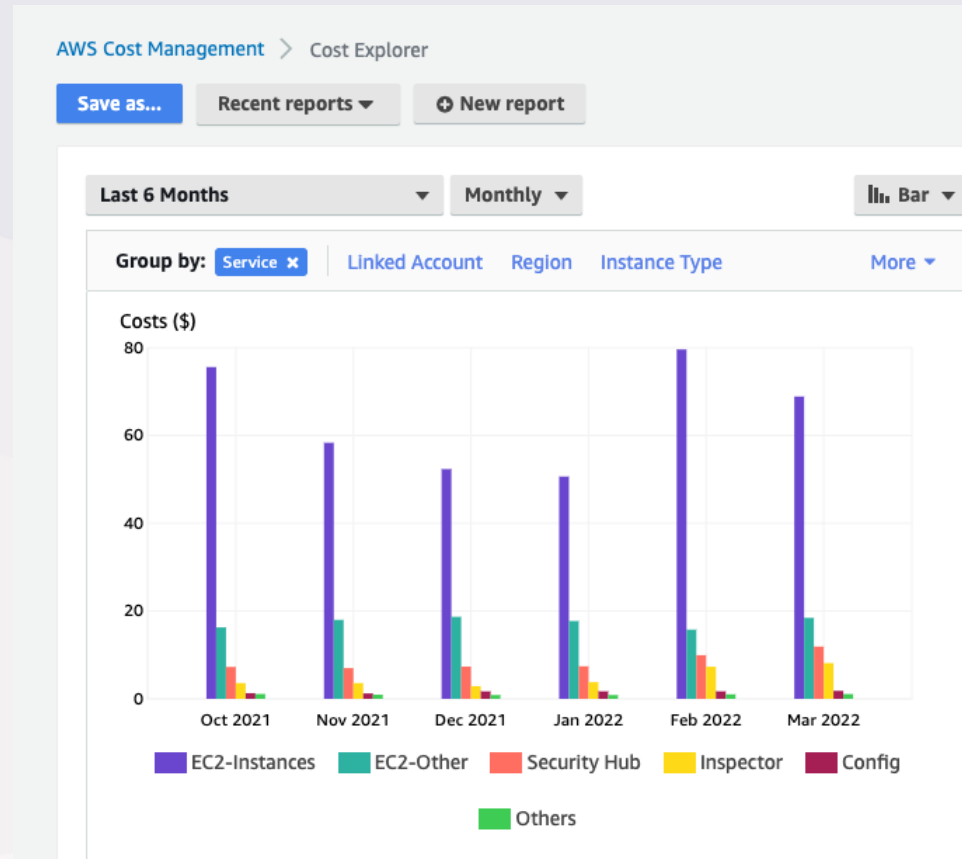 AWS Cost Management > Cost Explorer
Save as... Recent reports New report
Last 6 Months Monthly Bar
Group by: Service × Linked Account Region Instance Type More
Costs ($)
80
60
40
20
0
Oct 2021 Nov 2021 Dec 2021 Jan 2022 Feb 2022 Mar 2022
EC2-Instances EC2-Other Security Hub Inspector Config
Others